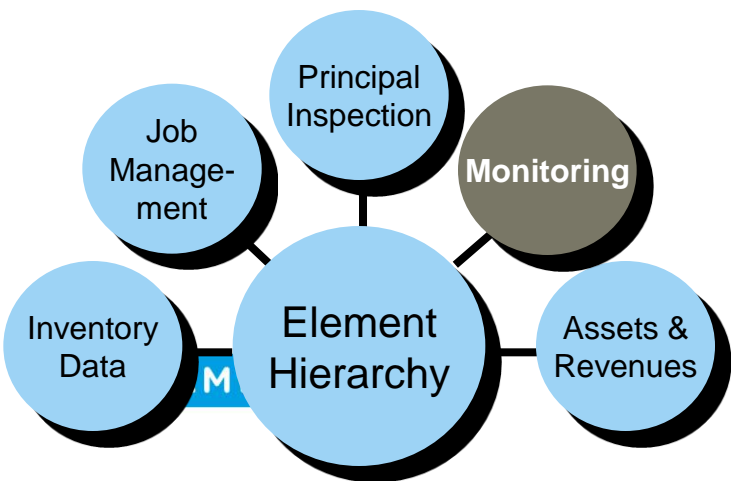 Principal
Inspection
Job
Manage-
ment
Monitoring
Inventory
Data
Element
Hierarchy
Assets &
Revenues
M